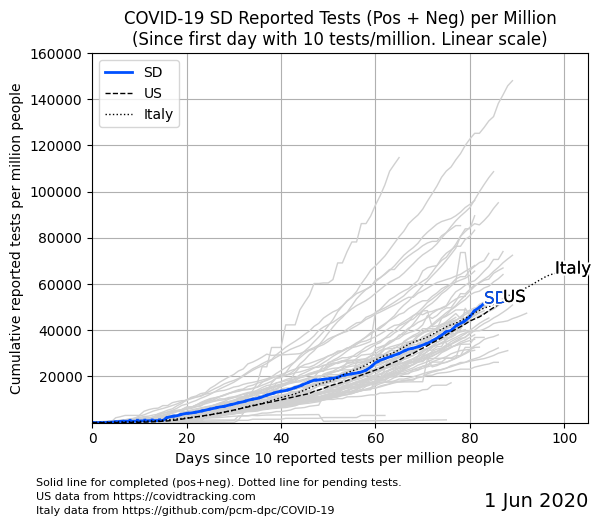 COVID-19 SD Reported Tests (Pos + Neg) per Million
(Since first day with 10 tests/million. Linear scale)
Cumulative reported tests per million people
160000
140000
120000
100000
80000
60000
40000
20000
SD
US
Italy
Italy
SD
US
0
20
40
60
80
100
Days since 10 reported tests per million people
Solid line for completed (pos+neg). Dotted line for pending tests.
US data from https://covidtracking.com
Italy data from https://github.com/pcm-dpc/COVID-19
1 Jun 2020